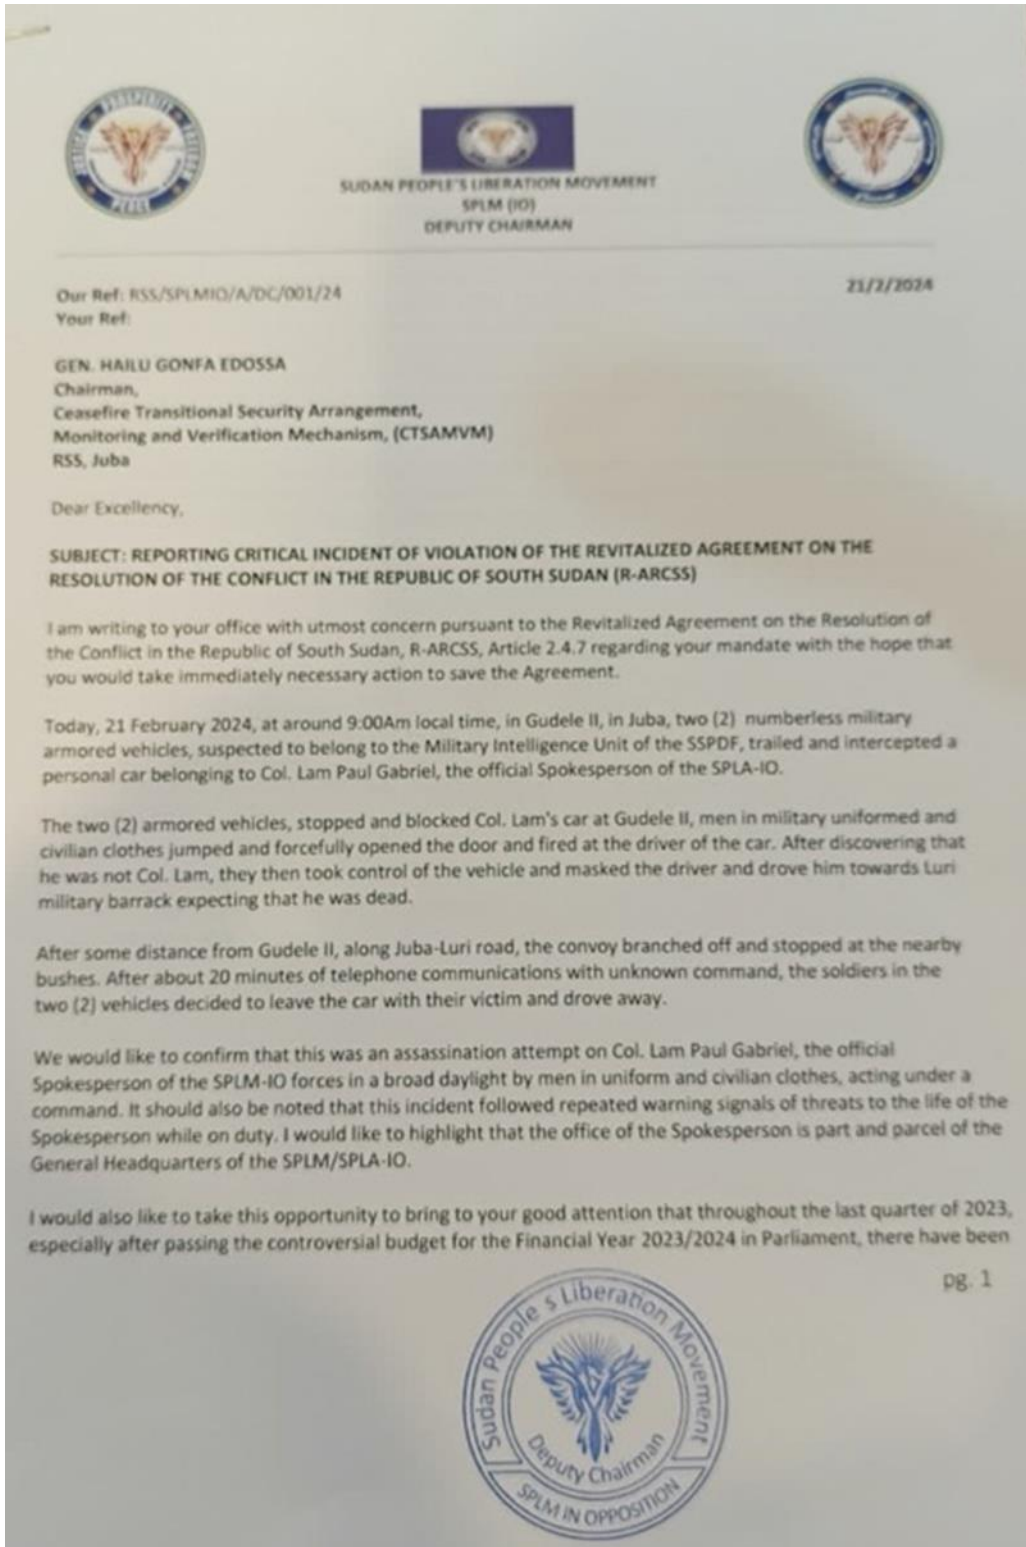 JUSTICE PROSPERITY FREEDOM
PEACE
SUDAN PEOPLE'S LIBERATION MOVEMENT
SPLM (IO)
DEPUTY CHAIRMAN
Our Ref: RSS/SPLMIO/A/DC/001/24
21/2/2024
Your Ref:
GEN. HAILU GONFA EDOSSA
Chairman,
Ceasefire Transitional Security Arrangement,
Monitoring and Verification Mechanism, (CTSAMVM)
RSS, Juba
Dear Excellency,
SUBJECT: REPORTING CRITICAL INCIDENT OF VIOLATION OF THE REVITALIZED AGREEMENT ON THE
RESOLUTION OF THE CONFLICT IN THE REPUBLIC OF SOUTH SUDAN (R-ARCSS)
I am writing to your office with utmost concern pursuant to the Revitalized Agreement on the Resolution of
the Conflict in the Republic of South Sudan, R-ARCSS, Article 2.4.7 regarding your mandate with the hope that
you would take immediately necessary action to save the Agreement.
Today, 21 February 2024, at around 9:00Am local time, in Gudele II, in Juba, two (2) numberless military
armored vehicles, suspected to belong to the Military Intelligence Unit of the SSPDF, trailed and intercepted a
personal car belonging to Col. Lam Paul Gabriel, the official Spokesperson of the SPLA-IO.
The two (2) armored vehicles, stopped and blocked Col. Lam's car at Gudele II, men in military uniformed and
civilian clothes jumped and forcefully opened the door and fired at the driver of the car. After discovering that
he was not Col. Lam, they then took control of the vehicle and masked the driver and drove him towards Luri
military barrack expecting that he was dead.
After some distance from Gudele II, along Juba-Luri road, the convoy branched off and stopped at the nearby
bushes. After about 20 minutes of telephone communications with unknown command, the soldiers in the
two (2) vehicles decided to leave the car with their victim and drove away.
We would like to confirm that this was an assassination attempt on Col. Lam Paul Gabriel, the official
Spokesperson of the SPLM-IO forces in a broad daylight by men in uniform and civilian clothes, acting under a
command. It should also be noted that this incident followed repeated warning signals of threats to the life of the
Spokesperson while on duty. I would like to highlight that the office of the Spokesperson is part and parcel of the
General Headquarters of the SPLM/SPLA-IO.
I would also like to take this opportunity to bring to your good attention that throughout the last quarter of 2023,
especially after passing the controversial budget for the Financial Year 2023/2024 in Parliament, there have been
pg. 1
Sudan People s Liberation Movement
Deputy Chairman
SPLM IN OPPOSITION